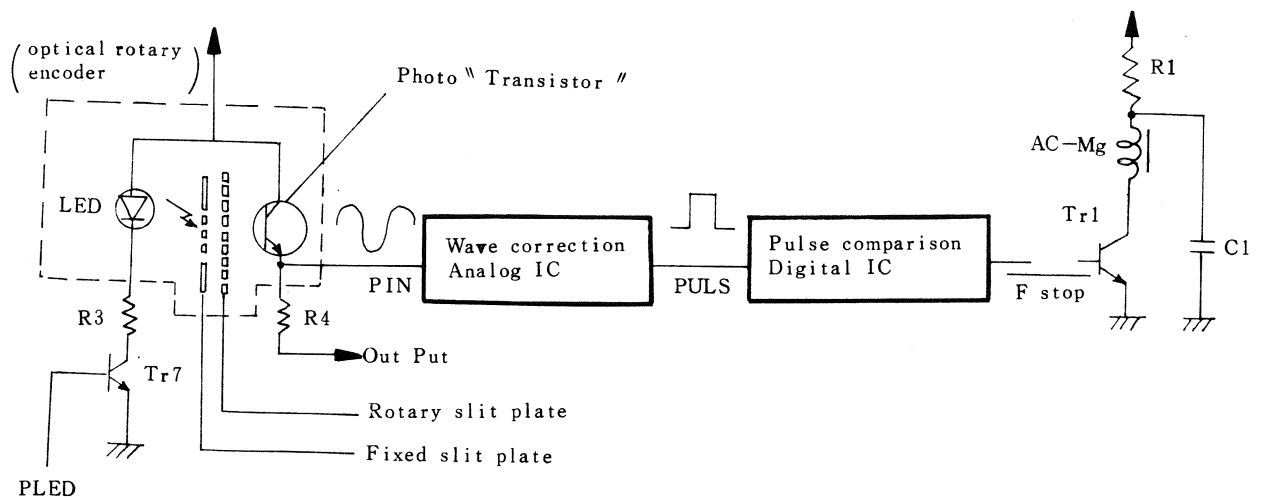 (optical rotary
encoder)
Photo "Transistor"
R1
AC-Mg
LED
Tr1
Wave correction
Analog IC
Pulse comparison
Digital IC
C1
PIN
PULS
F stop
R3
R4
Out Put
Tr7
Rotary slit plate
Fixed slit plate
PLED